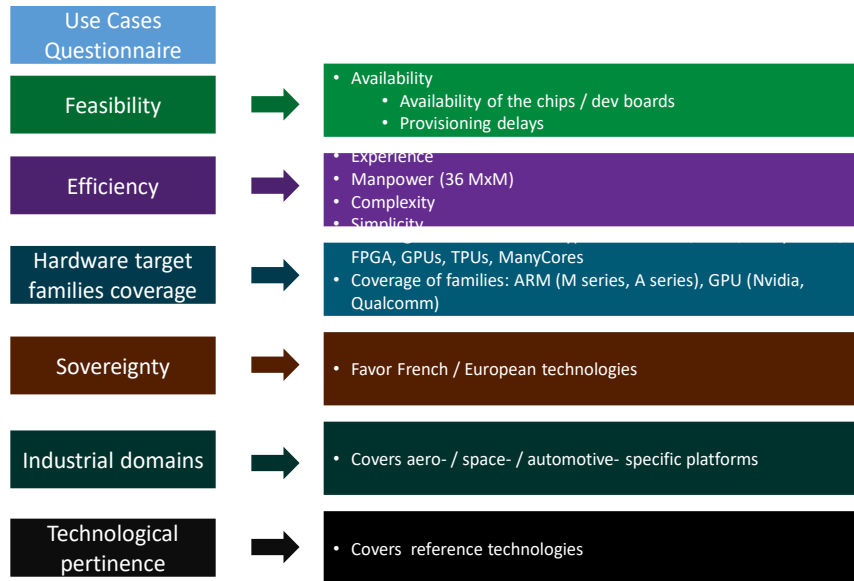 Use Cases
Questionnaire
Feasibility
• Availability
• Availability of the chips / dev boards
• Provisioning delays
Efficiency
• Experience
• Manpower (36 MxM)
• Complexity
• Simplicity
Hardware target
families coverage
FPGA, GPUs, TPUs, ManyCores
• Coverage of families: ARM (M series, A series), GPU (Nvidia,
Qualcomm)
Sovereignty
• Favor French / European technologies
Industrial domains
• Covers aero- / space- / automotive- specific platforms
Technological
pertinence
• Covers reference technologies